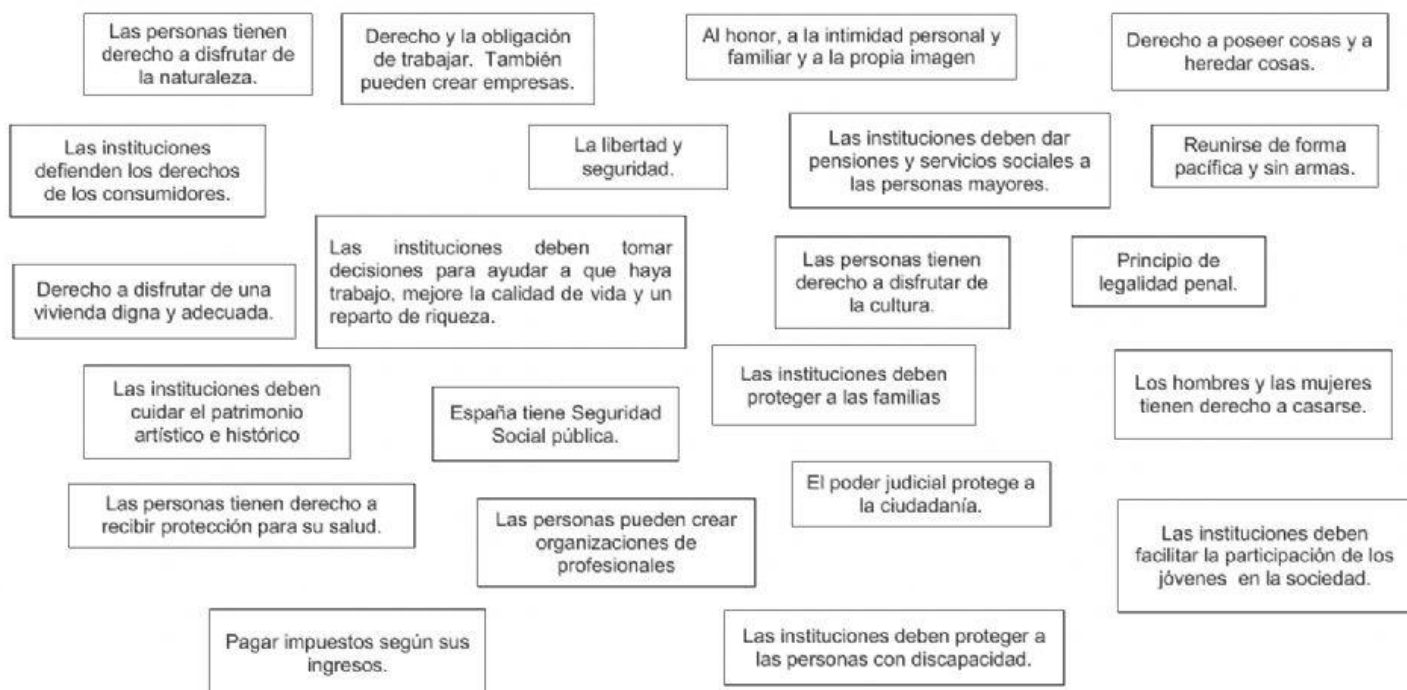 Las personas tienen
derecho a disfrutar de
la naturaleza.
Derecho y la obligación
de trabajar. También
pueden crear empresas.
Al honor, a la intimidad personal y
familiar y a la propia imagen
Derecho a poseer cosas y a
heredar cosas.
Las instituciones
defienden los derechos
de los consumidores.
La libertad y
seguridad.
Las instituciones deben dar
pensiones y servicios sociales a
las personas mayores.
Reunirse de forma
pacífica y sin armas.
Derecho a disfrutar de una
vivienda digna y adecuada.
Las instituciones deben tomar
decisiones para ayudar a que haya
trabajo, mejore la calidad de vida y un
reparto de riqueza.
Las personas tienen
derecho a disfrutar de
la cultura.
Principio de
legalidad penal.
Las instituciones deben
cuidar el patrimonio
artístico e histórico
España tiene Seguridad
Social pública.
Las instituciones deben
proteger a las familias
Los hombres y las mujeres
tienen derecho a casarse.
Las personas tienen derecho a
recibir protección para su salud.
Las personas pueden crear
organizaciones de
profesionales
El poder judicial protege a
la ciudadanía.
Las instituciones deben
facilitar la participación de los
jóvenes en la sociedad.
Pagar impuestos según sus
ingresos.
Las instituciones deben proteger a
las personas con discapacidad.